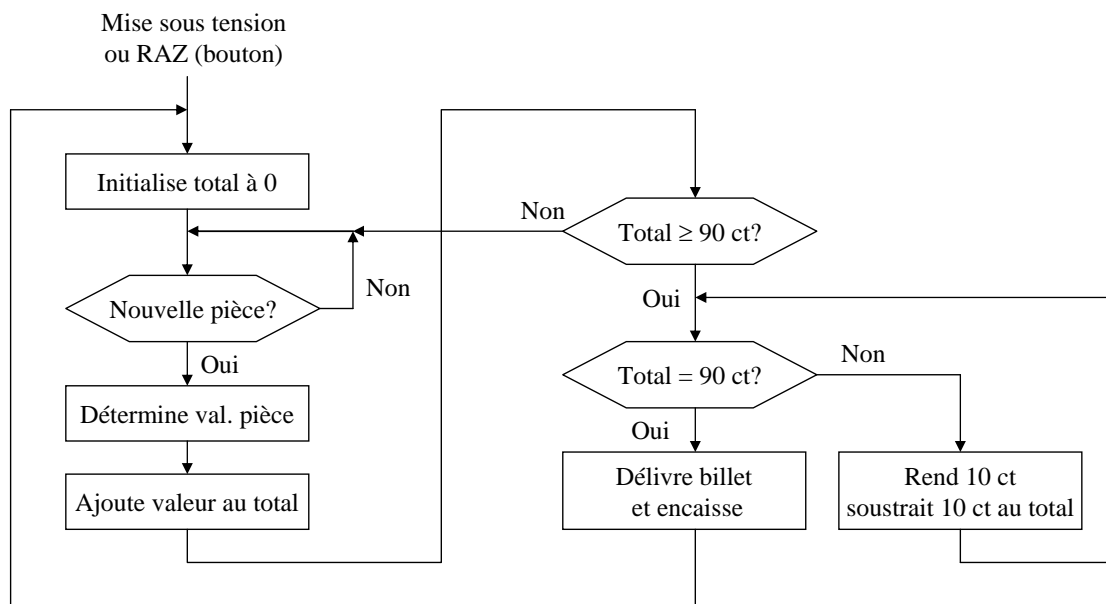 Mise sous tension
ou RAZ (bouton)
Initialise total à 0
Nouvelle pièce?
Non
Oui
Détermine val. pièce
Ajoute valeur au total
Non
Total ≥ 90 ct?
Oui
Total = 90 ct?
Non
Oui
Délivre billet
et encaisse
Rend 10 ct
soustrait 10 ct au total